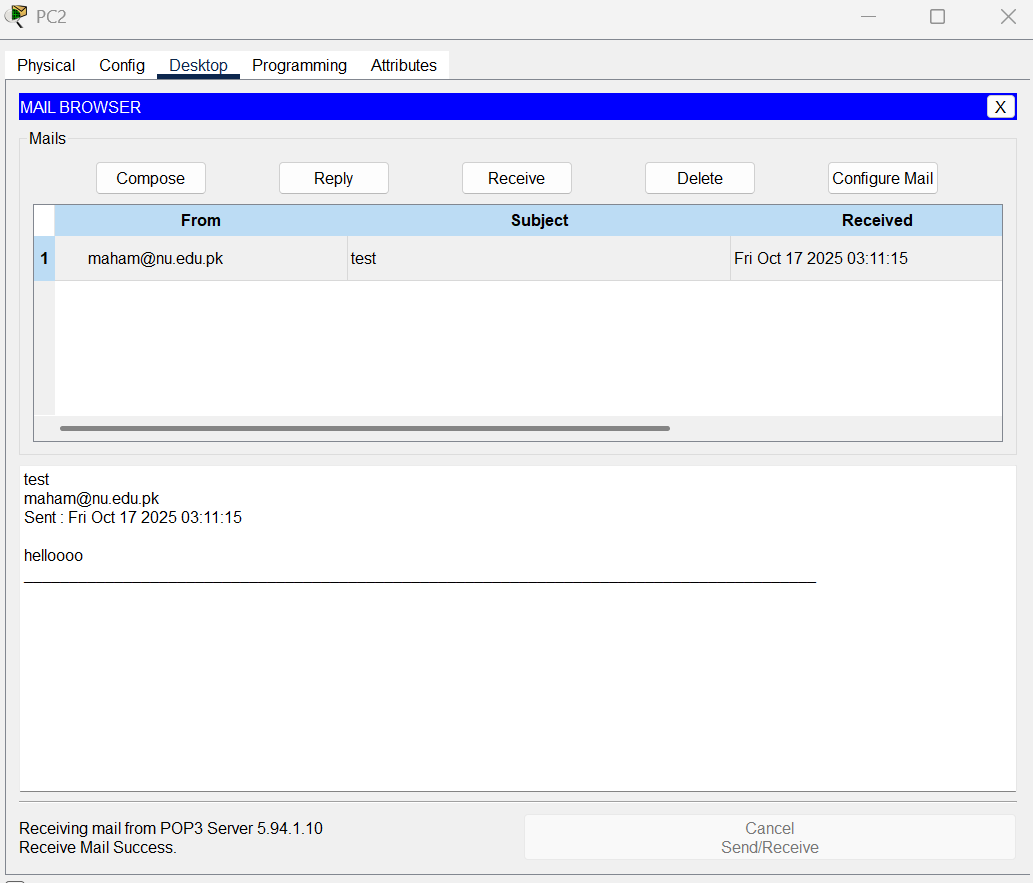 PC2
Physical Config Desktop Programming Attributes
MAIL BROWSER X
Mails
Compose Reply Receive Delete Configure Mail
From Subject Received
1 maham@nu.edu.pk test Fri Oct 17 2025 03:11:15
test
maham@nu.edu.pk
Sent : Fri Oct 17 2025 03:11:15
helloooo
Receiving mail from POP3 Server 5.94.1.10
Receive Mail Success.
Cancel
Send/Receive